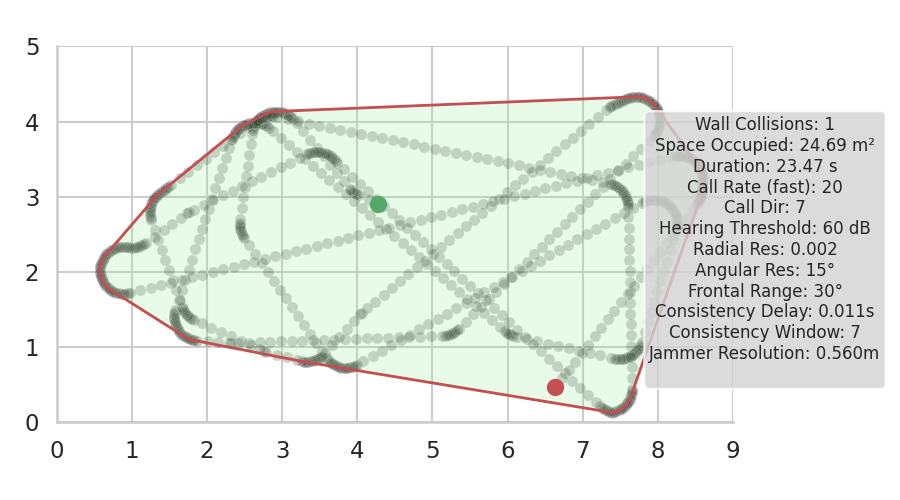 5
4
3
2
1
0
0 1 2 3 4 5 6 7 8 9
Wall Collisions: 1
Space Occupied: 24.69 m²
Duration: 23.47 s
Call Rate (fast): 20
Call Dir: 7
Hearing Threshold: 60 dB
Radial Res: 0.002
Angular Res: 15°
Frontal Range: 30°
Consistency Delay: 0.011s
Consistency Window: 7
Jammer Resolution: 0.560m